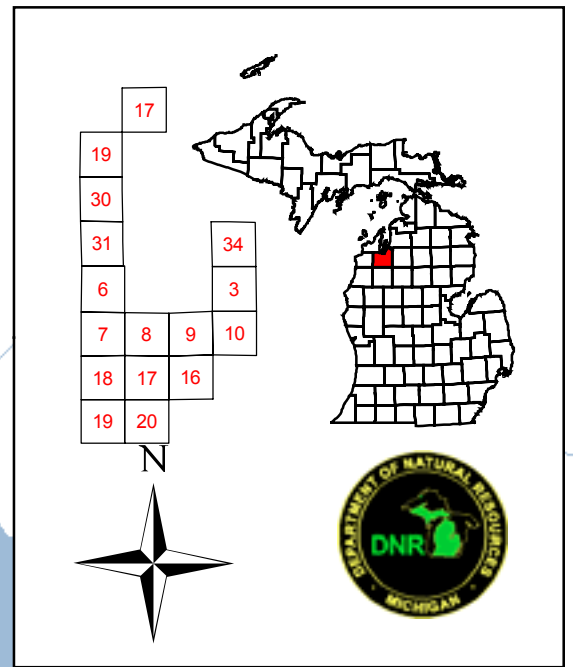 17
19
30
31 34
6 3
7 8 9 10
18 17 16
19 20
N
DEPARTMENT OF NATURAL RESOURCES
DNR
MICHIGAN